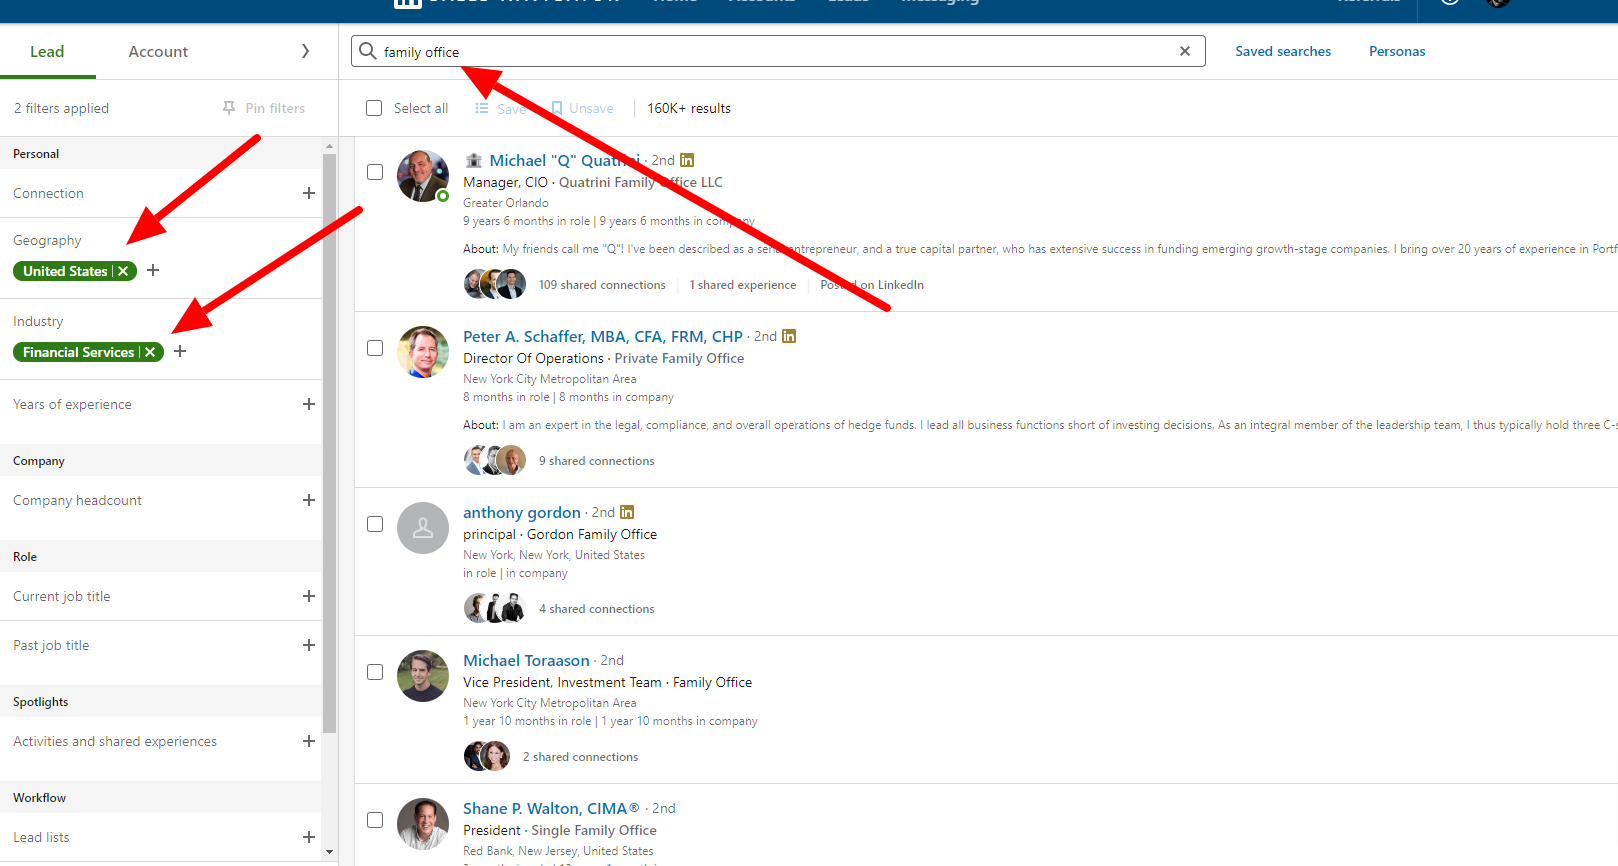 Lead
Account
family office
Saved searches
Personas
2 filters applied
Pin filters
Select all
Save
Unsave
160K+ results
Personal
Connection
Geography
United States
Industry
Financial Services
Years of experience
Company
Company headcount
Role
Current job title
Past job title
Spotlights
Activities and shared experiences
Workflow
Lead lists
Michael "Q" Quatrini · 2nd in
Manager, CIO · Quatrini Family Office LLC
Greater Orlando
9 years 6 months in role | 9 years 6 months in company
About: My friends call me "Q"! I've been described as a entrepreneur, and a true capital partner, who has extensive success in funding emerging growth-stage companies. I bring over 20 years of experience in Portf
109 shared connections
1 shared experience
Posted on LinkedIn
Peter A. Schaffer, MBA, CFA, FRM, CHP · 2nd in
Director Of Operations · Private Family Office
New York City Metropolitan Area
8 months in role | 8 months in company
About: I am an expert in the legal, compliance, and overall operations of hedge funds. I lead all business functions short of investing decisions. As an integral member of the leadership team, I thus typically hold three C-s
9 shared connections
anthony gordon · 2nd in
principal · Gordon Family Office
New York, New York, United States
in role | in company
4 shared connections
Michael Toraason · 2nd
Vice President, Investment Team · Family Office
New York City Metropolitan Area
1 year 10 months in role | 1 year 10 months in company
2 shared connections
Shane P. Walton, CIMA® · 2nd
President · Single Family Office
Red Bank, New Jersey, United States